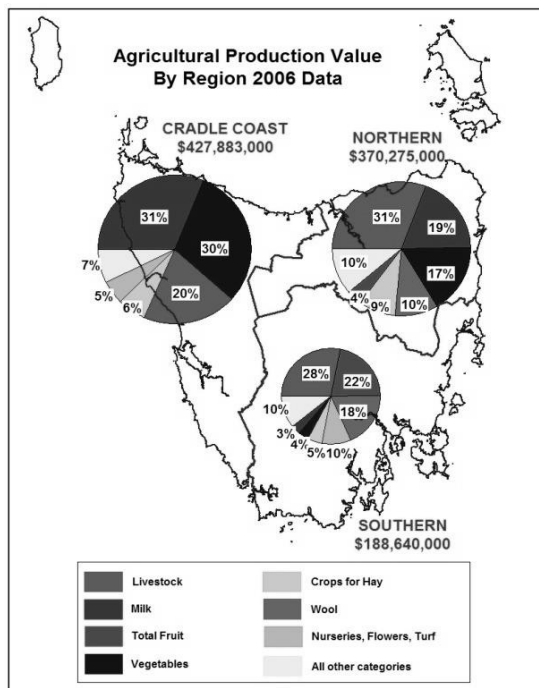 Agricultural Production Value
By Region 2006 Data
CRADLE COAST
$427,883,000
NORTHERN
$370,275,000
31%
30%
20%
6%
5%
7%
31%
19%
17%
10%
9%
4%
10%
28%
22%
18%
10%
5%
4%
3%
10%
SOUTHERN
$188,640,000
Livestock
Milk
Total Fruit
Vegetables
Crops for Hay
Wool
Nurseries, Flowers, Turf
All other categories